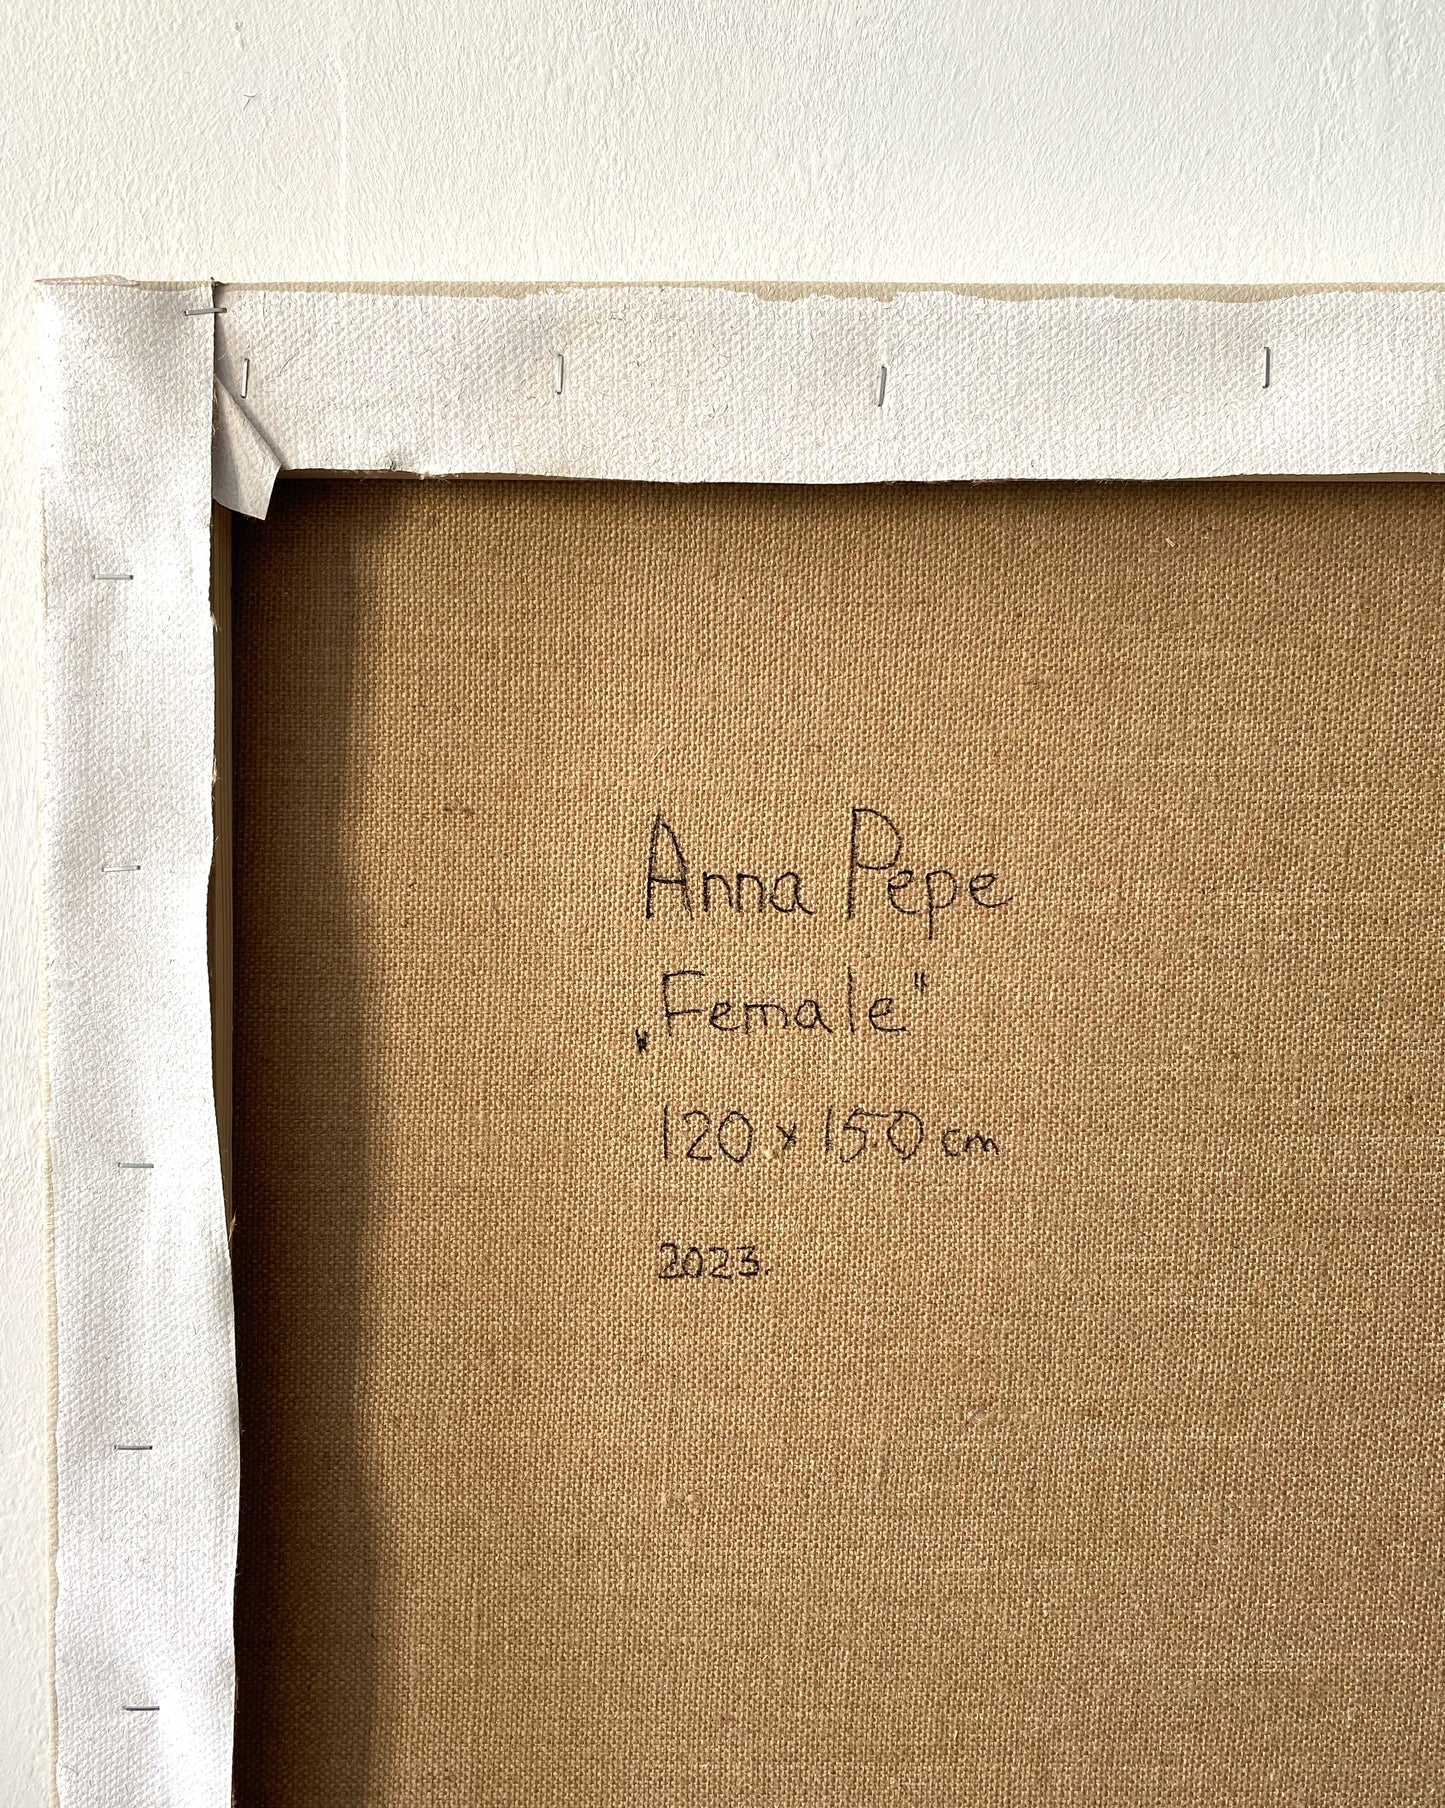 Anna Pepe
„Female"
120 x 150 cm
2023.